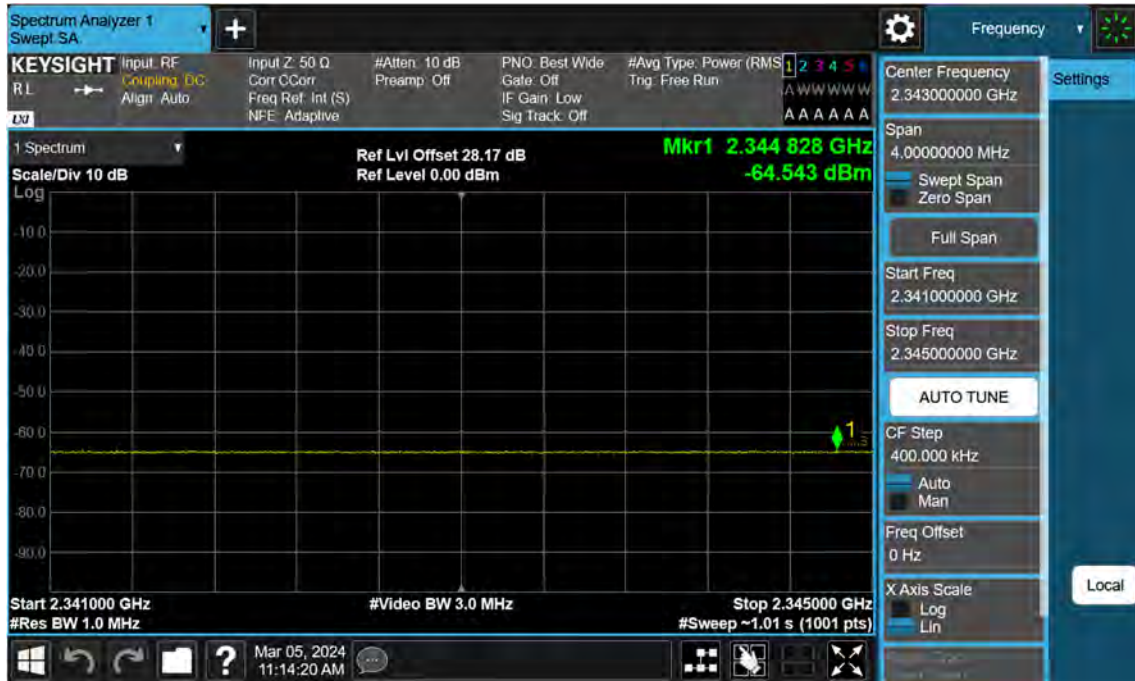 Spectrum Analyzer 1
Swept SA
Frequency
KEYSIGHT
RL
LXI
Input: RF
Coupling: DC
Align: Auto
Input Z: 50 Ω
Corr CCorr
Freq Ref: Int (S)
NFE: Adaptive
#Atten: 10 dB
Preamp: Off
PNO: Best Wide
Gate: Off
IF Gain: Low
Sig Track: Off
#Avg Type: Power (RMS
Trig: Free Run
1 2 3 4 5 6
A W W W W W
A A A A A A
1 Spectrum
Scale/Div 10 dB
Log
Ref Lvl Offset 28.17 dB
Ref Level 0.00 dBm
Mkr1 2.344 828 GHz
-64.543 dBm
-10.0
-20.0
-30.0
-40.0
-50.0
-60.0
-70.0
-80.0
-90.0
1
Start 2.341000 GHz
#Res BW 1.0 MHz
#Video BW 3.0 MHz
Stop 2.345000 GHz
#Sweep ~1.01 s (1001 pts)
Mar 05, 2024
11:14:20 AM
?
Center Frequency
2.343000000 GHz
Span
4.00000000 MHz
Swept Span
Zero Span
Full Span
Start Freq
2.341000000 GHz
Stop Freq
2.345000000 GHz
AUTO TUNE
CF Step
400.000 kHz
Auto
Man
Freq Offset
0 Hz
X Axis Scale
Log
Lin
Settings
Local